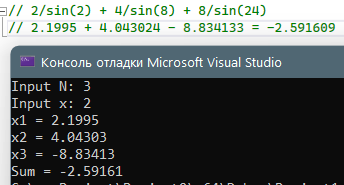 // 2/sin(2) + 4/sin(8) + 8/sin(24)
// 2.1995 + 4.043024 - 8.834133 = -2.591609
Консоль отладки Microsoft Visual Studio
Input N: 3
Input x: 2
x1 = 2.1995
x2 = 4.04303
x3 = -8.83413
Sum = -2.59161